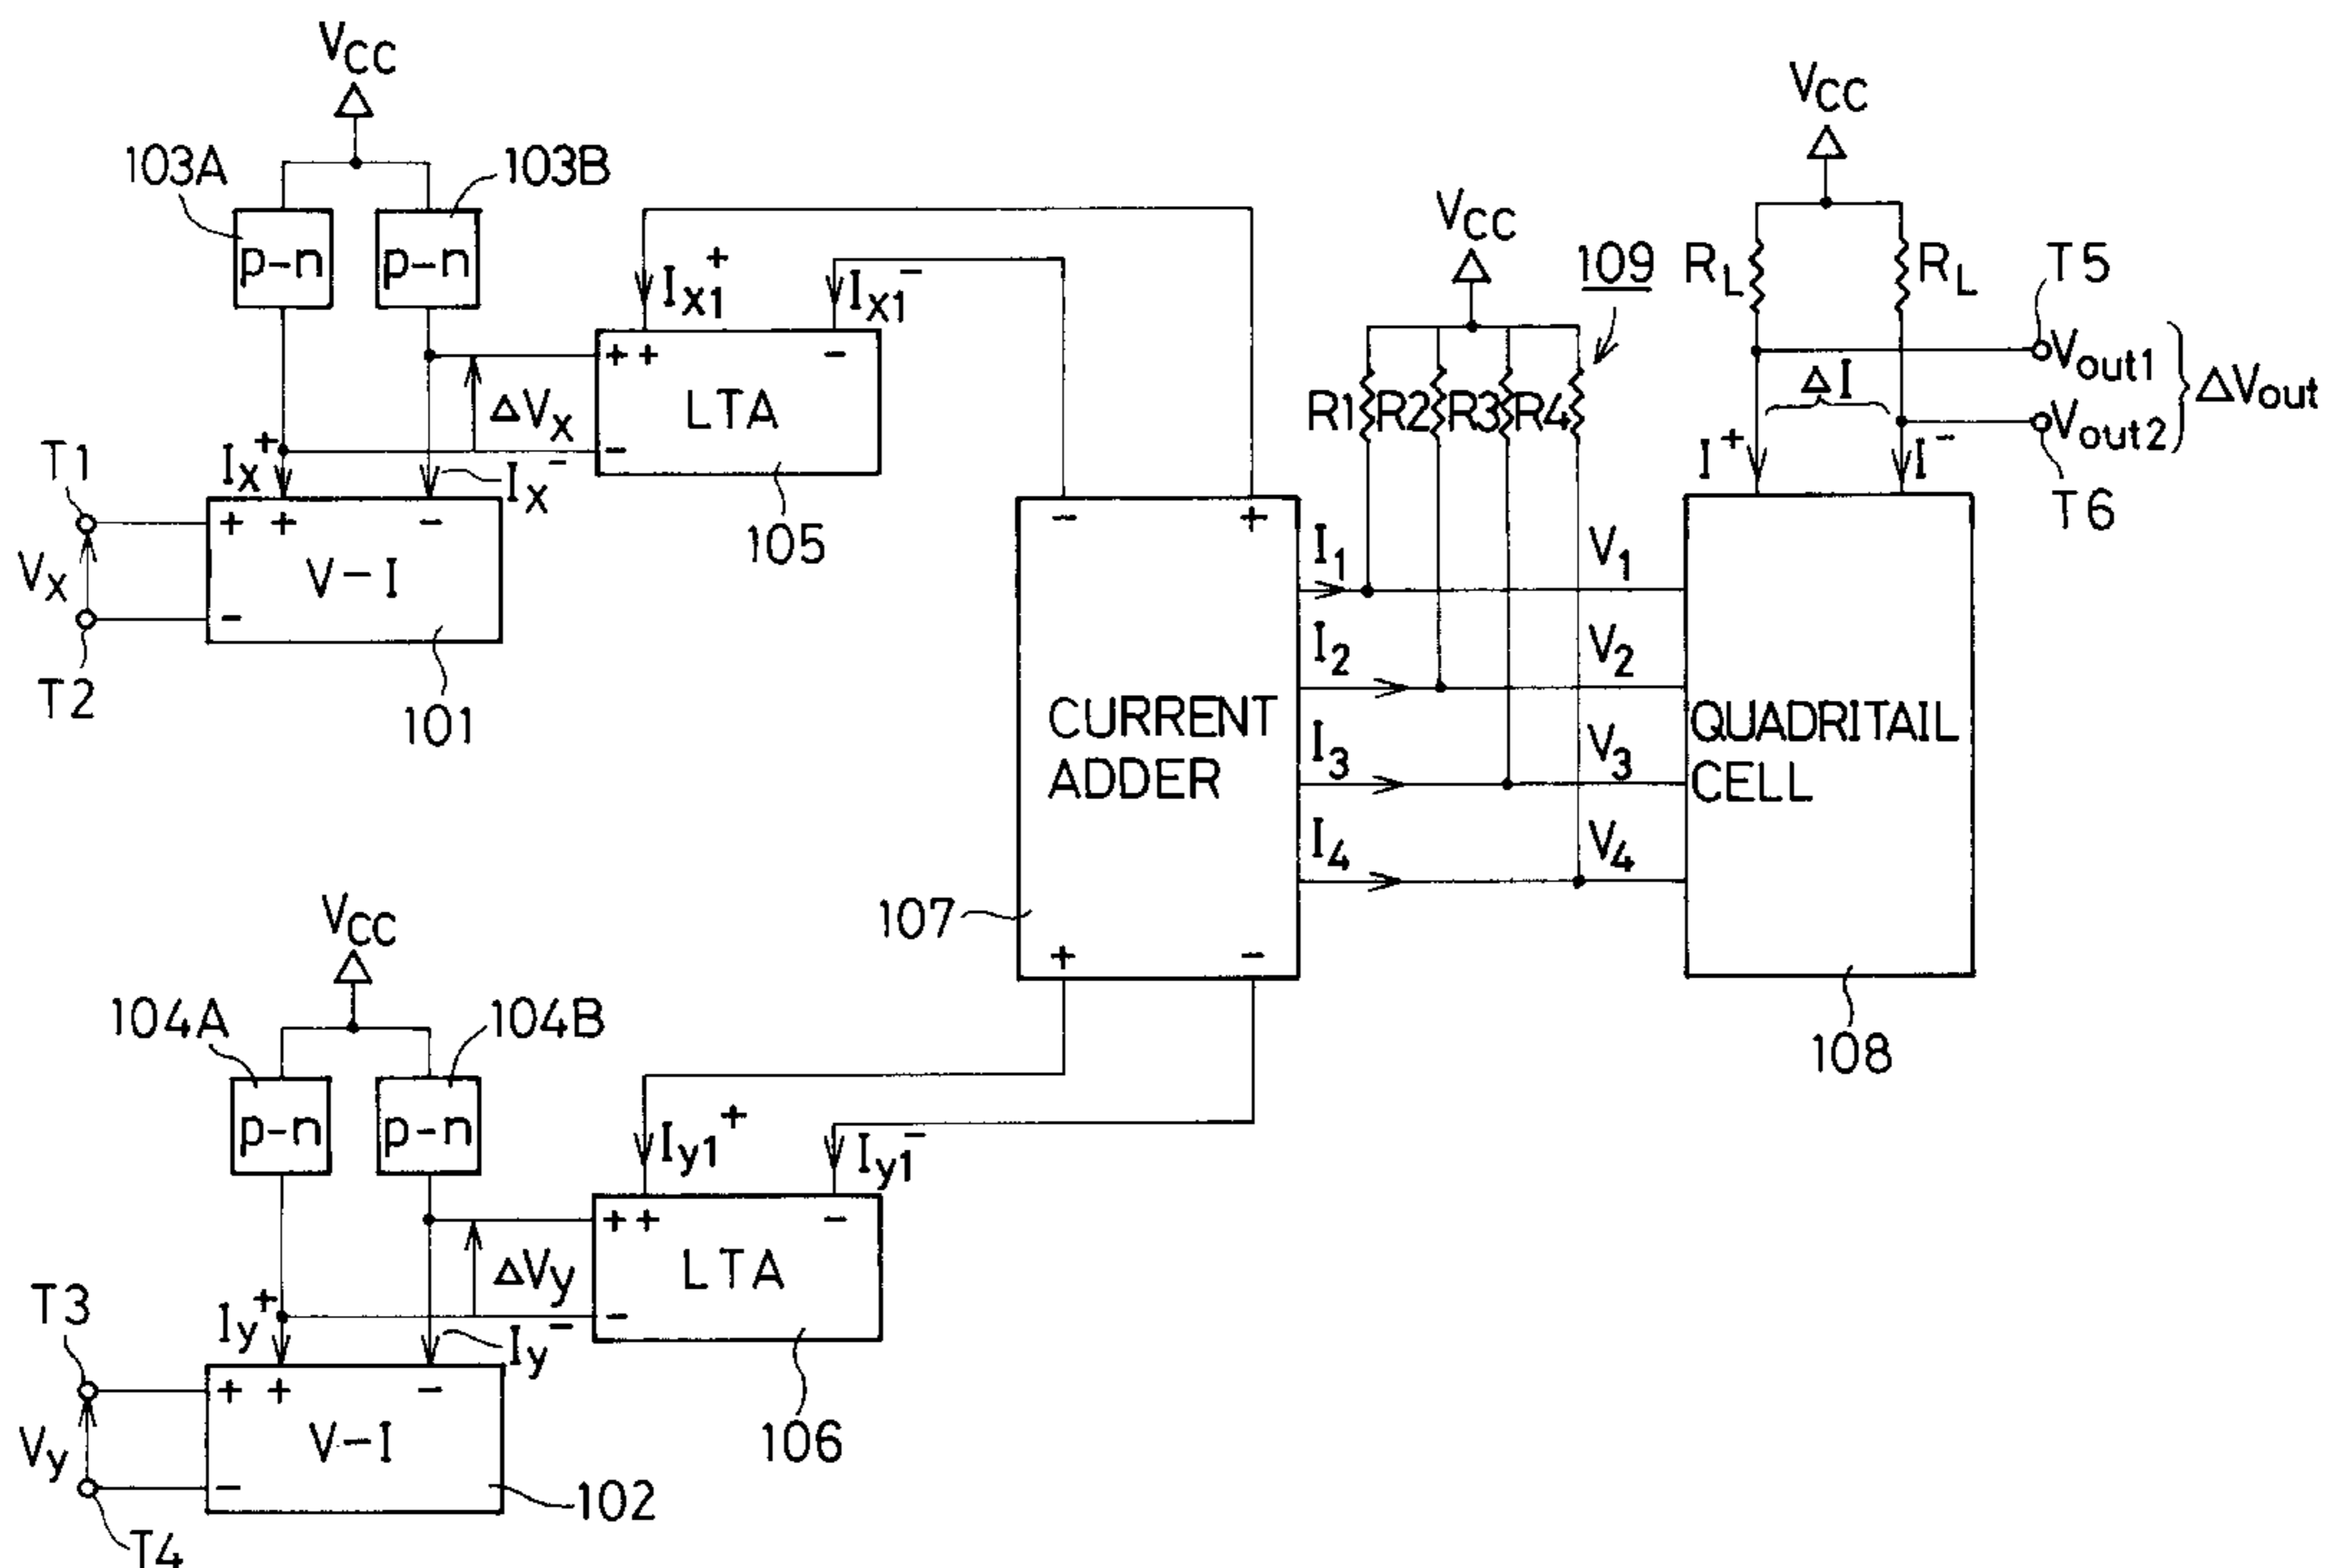 VCC
103A
103B
p-n
p-n
Ix+
Ix-
ΔVx
T1
Vx
T2
+ + -
V-I
-
101
Ix1+
Ix1-
+ + -
LTA
-
105
VCC
104A
104B
p-n
p-n
Iy+
Iy-
ΔVy
T3
Vy
T4
+ + -
V-I
-
102
Iy1+
Iy1-
+ + -
LTA
-
106
- +
CURRENT
ADDER
+ -
107
VCC
109
R1 R2 R3 R4
I1
I2
I3
I4
V1
V2
V3
V4
VCC
RL
RL
T5
Vout1
ΔI
ΔVout
Vout2
I+
I-
T6
QUADRITAIL
CELL
108